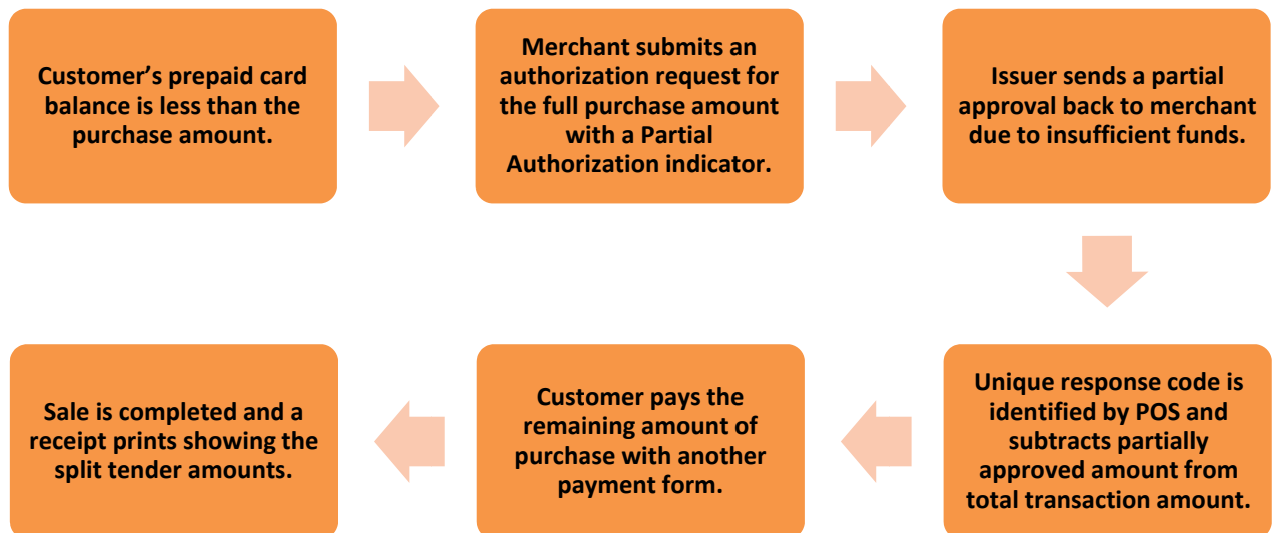 Customer’s prepaid card
balance is less than the
purchase amount.
Merchant submits an
authorization request for
the full purchase amount
with a Partial
Authorization indicator.
Issuer sends a partial
approval back to merchant
due to insufficient funds.
Unique response code is
identified by POS and
subtracts partially
approved amount from
total transaction amount.
Customer pays the
remaining amount of
purchase with another
payment form.
Sale is completed and a
receipt prints showing the
split tender amounts.